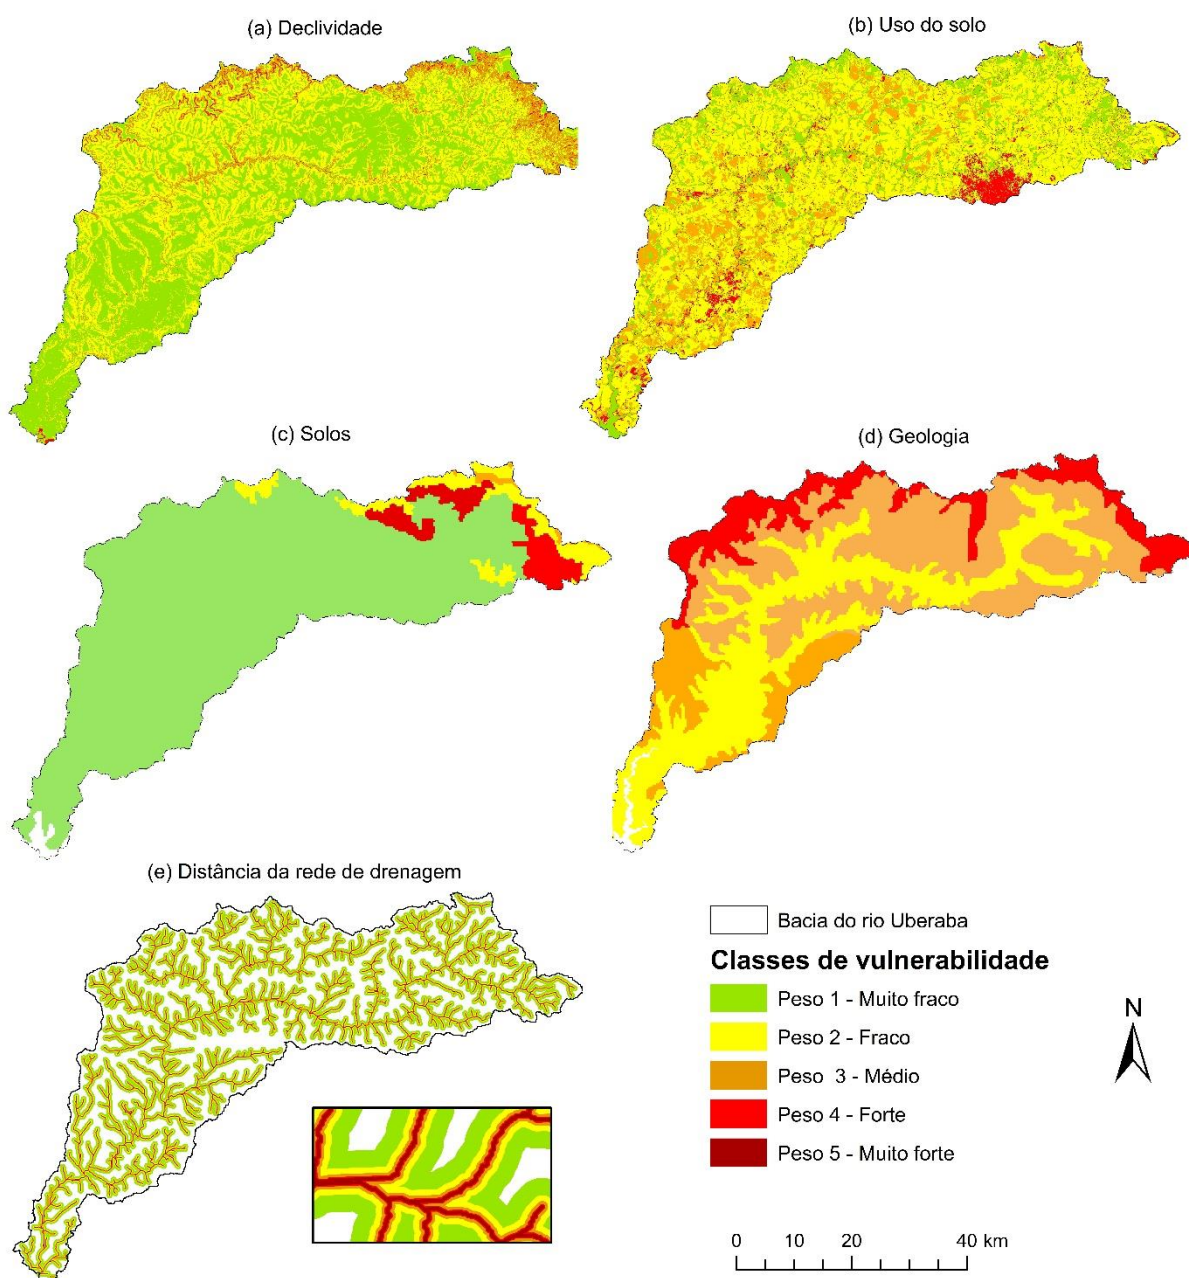 (a) Declividade
(b) Uso do solo
(c) Solos
(d) Geologia
(e) Distância da rede de drenagem
Bacia do rio Uberaba
Classes de vulnerabilidade
Peso 1 - Muito fraco
Peso 2 - Fraco
Peso 3 - Médio
Peso 4 - Forte
Peso 5 - Muito forte
N
0 10 20 40 km